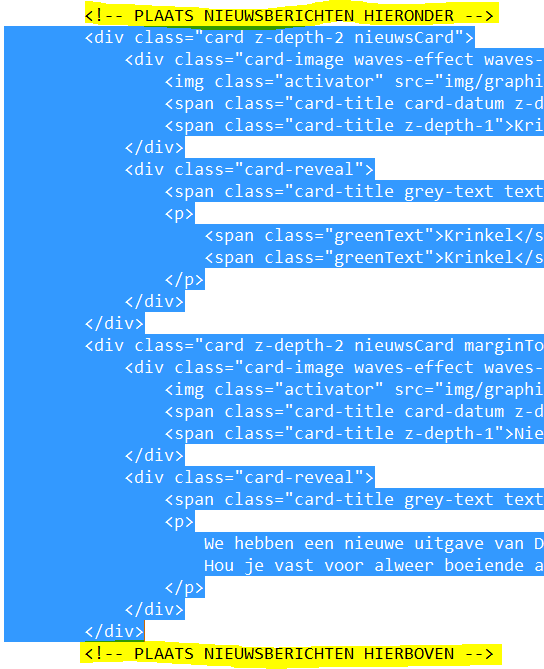 <!-- PLAATS NIEUWSBERICHTEN HIERONDER -->
<div class="card z-depth-2 nieuwsCard">
<div class="card-image waves-effect waves-
<img class="activator" src="img/graphi
<span class="card-title card-datum z-d
<span class="card-title z-depth-1">Kri
</div>
<div class="card-reveal">
<span class="card-title grey-text text
<p>
<span class="greenText">Krinkel</s
<span class="greenText">Krinkel</s
</p>
</div>
</div>
<div class="card z-depth-2 nieuwsCard marginTo
<div class="card-image waves-effect waves-
<img class="activator" src="img/graphi
<span class="card-title card-datum z-d
<span class="card-title z-depth-1">Nie
</div>
<div class="card-reveal">
<span class="card-title grey-text text
<p>
We hebben een nieuwe uitgave van D
Hou je vast voor alweer boeiende a
</p>
</div>
</div>
<!-- PLAATS NIEUWSBERICHTEN HIERBOVEN -->